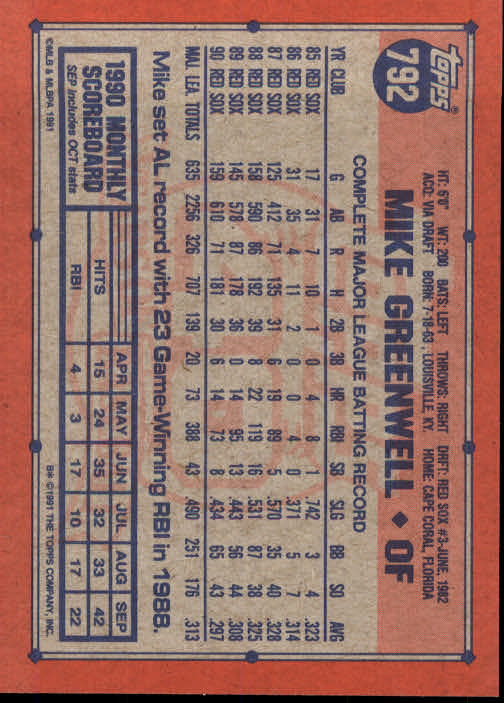 topps®
792
HT: 6'0" WT: 200 BATS: LEFT THROWS: RIGHT DRFT: RED SOX #3-JUNE, 1982
ACQ: VIA DRAFT BORN: 7-18-63, LOUISVILLE, KY. HOME: CAPE CORAL, FLORIDA
MIKE GREENWELL ◆ OF
COMPLETE MAJOR LEAGUE BATTING RECORD
YR CLUB G AB R H 2B 3B HR RBI SB SLG BB SO AVG
85 RED SOX 17 31 7 10 1 0 4 8 1 .742 3 4 .323
86 RED SOX 31 35 4 11 2 0 0 4 0 .371 5 7 .314
87 RED SOX 125 412 71 135 31 6 19 89 5 .570 35 40 .328
88 RED SOX 158 590 86 192 39 8 22 119 16 .531 87 38 .325
89 RED SOX 145 578 87 178 36 0 14 95 13 .443 56 44 .308
90 RED SOX 159 610 71 181 30 6 14 73 8 .434 65 43 .297
MAJ. LEA. TOTALS 635 2256 326 707 139 20 73 388 43 .490 251 176 .313
Mike set AL record with 23 Game-Winning RBI in 1988.
1990 MONTHLY
SCOREBOARD
SEP includes OCT stats
APR MAY JUN JUL AUG SEP
HITS 15 24 35 32 33 42
RBI 4 3 17 10 17 22
©MLB & MLBPA 1991
B* ©1991 THE TOPPS COMPANY, INC.